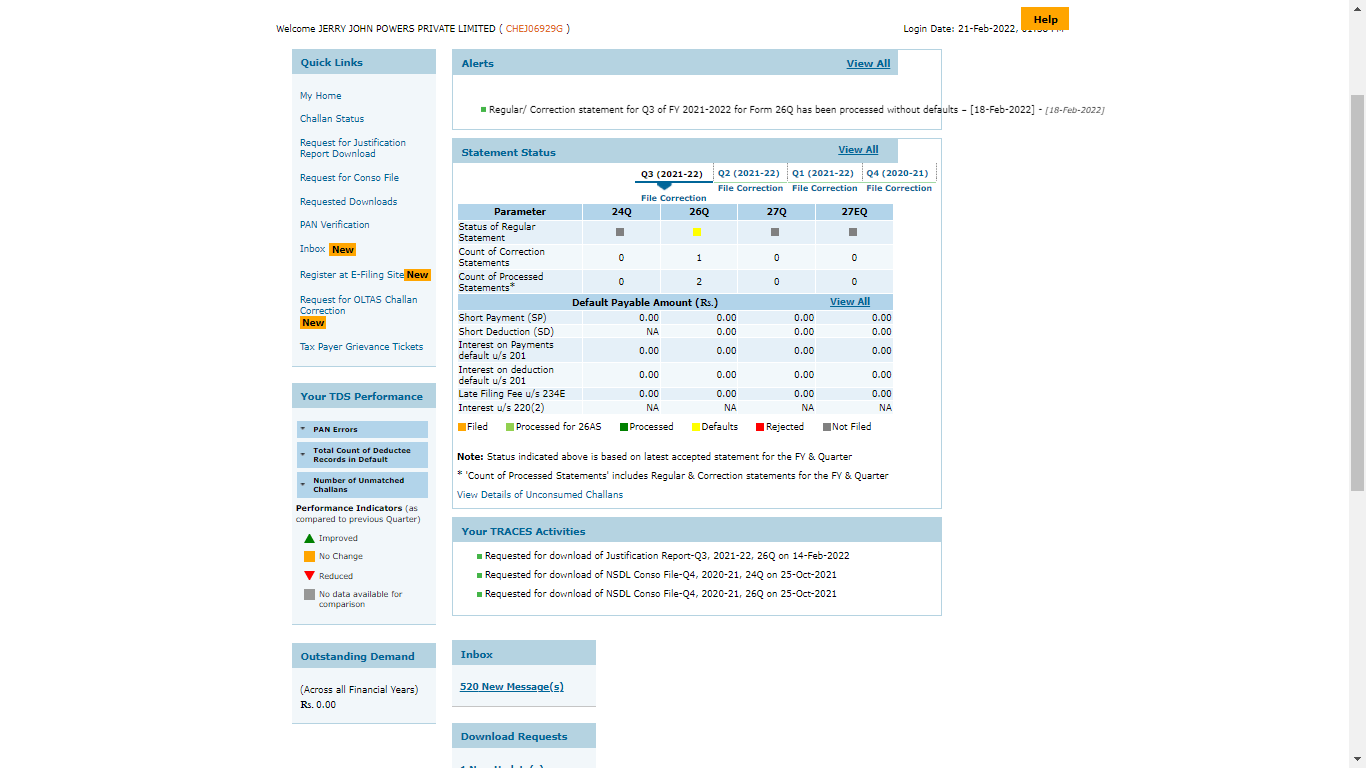 Welcome JERRY JOHN POWERS PRIVATE LIMITED ( CHEJ06929G )
Login Date: 21-Feb-2022,
Help
Quick Links
My Home
Challan Status
Request for Justification
Report Download
Request for Conso File
Requested Downloads
PAN Verification
Inbox New
Register at E-Filing Site New
Request for OLTAS Challan
Correction
New
Tax Payer Grievance Tickets
Your TDS Performance
PAN Errors
Total Count of Deductee
Records in Default
Number of Unmatched
Challans
Performance Indicators (as
compared to previous Quarter)
Improved
No Change
Reduced
No data available for
comparison
Outstanding Demand
(Across all Financial Years)
Rs. 0.00
Alerts View All
Regular/ Correction statement for Q3 of FY 2021-2022 for Form 26Q has been processed without defaults – [18-Feb-2022] - [18-Feb-2022]
Statement Status View All
Q3 (2021-22) Q2 (2021-22) Q1 (2021-22) Q4 (2020-21)
File Correction File Correction File Correction File Correction
Parameter 24Q 26Q 27Q 27EQ
Status of Regular
Statement
Count of Correction
Statements 0 1 0 0
Count of Processed
Statements* 0 2 0 0
Default Payable Amount (Rs.) View All
Short Payment (SP) 0.00 0.00 0.00 0.00
Short Deduction (SD) NA 0.00 0.00 0.00
Interest on Payments
default u/s 201 0.00 0.00 0.00 0.00
Interest on deduction
default u/s 201 0.00 0.00 0.00 0.00
Late Filing Fee u/s 234E 0.00 0.00 0.00 0.00
Interest u/s 220(2) NA NA NA NA
Filed Processed for 26AS Processed Defaults Rejected Not Filed
Note: Status indicated above is based on latest accepted statement for the FY & Quarter
* 'Count of Processed Statements' includes Regular & Correction statements for the FY & Quarter
View Details of Unconsumed Challans
Your TRACES Activities
Requested for download of Justification Report-Q3, 2021-22, 26Q on 14-Feb-2022
Requested for download of NSDL Conso File-Q4, 2020-21, 24Q on 25-Oct-2021
Requested for download of NSDL Conso File-Q4, 2020-21, 26Q on 25-Oct-2021
Inbox
520 New Message(s)
Download Requests